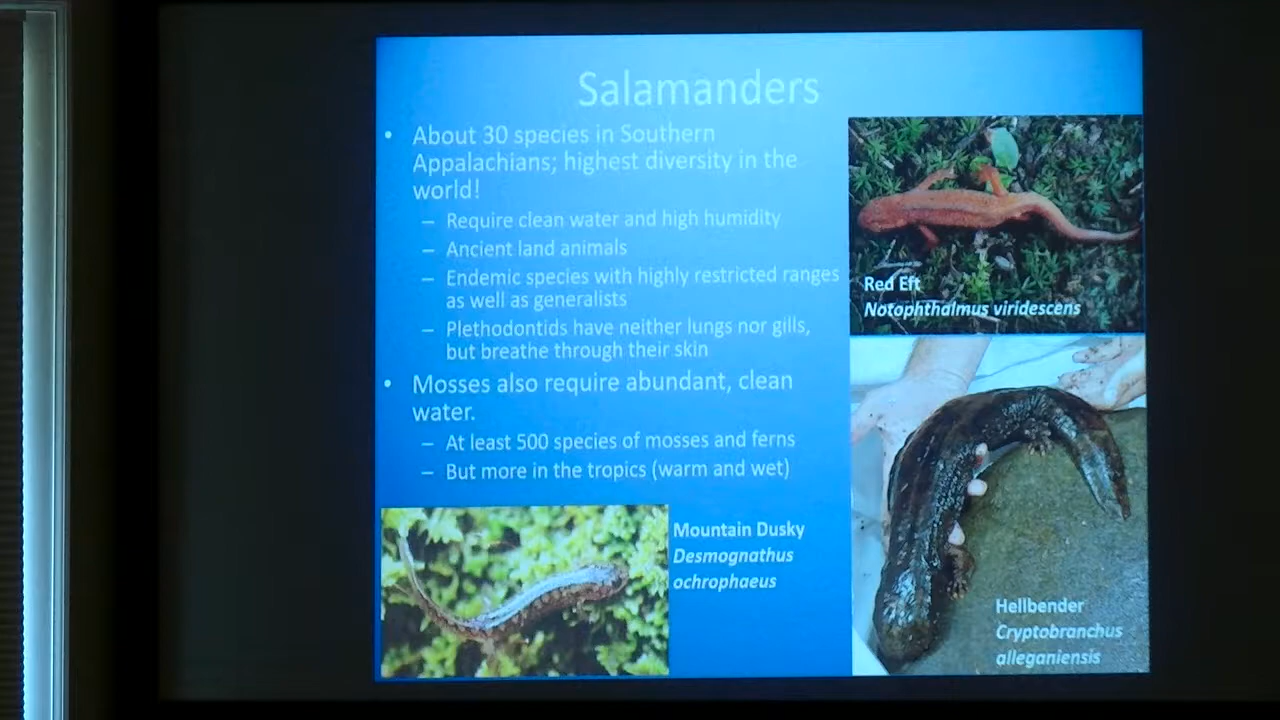 Salamanders
• About 30 species in Southern
Appalachians; highest diversity in the
world!
– Require clean water and high humidity
– Ancient land animals
– Endemic species with highly restricted ranges
as well as generalists
– Plethodontids have neither lungs nor gills,
but breathe through their skin
• Mosses also require abundant, clean
water.
– At least 500 species of mosses and ferns
– But more in the tropics (warm and wet)
Red Eft
Notophthalmus viridescens
Mountain Dusky
Desmognathus
ochrophaeus
Hellbender
Cryptobranchus
alleganiensis